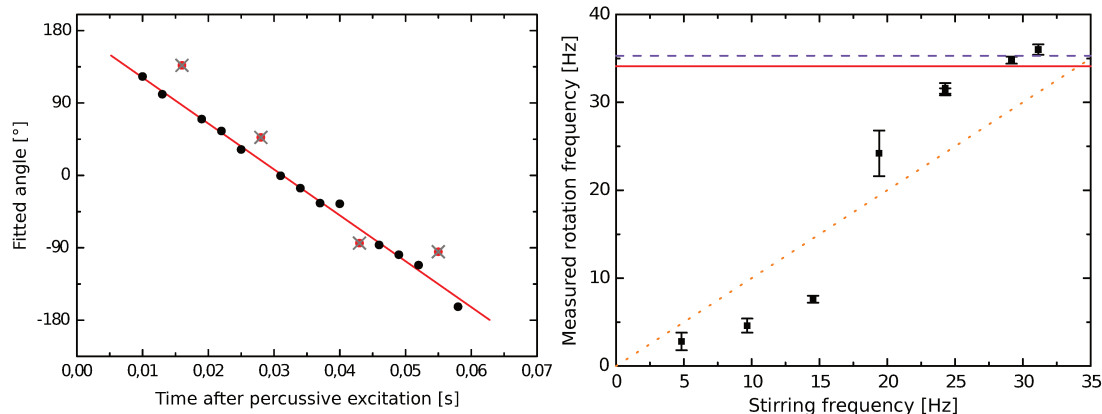 180
90
0
-90
-180
Fitted angle [°]
0,00 0,01 0,02 0,03 0,04 0,05 0,06 0,07
Time after percussive excitation [s]
40
30
20
10
0
Measured rotation frequency [Hz]
0 5 10 15 20 25 30 35
Stirring frequency [Hz]